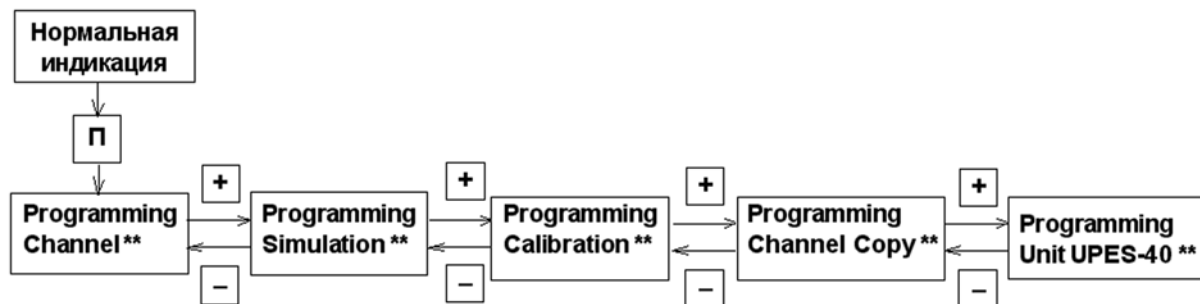 Нормальная
индикация
П
+
+
+
+
Programming
Channel **
Programming
Simulation **
Programming
Calibration **
Programming
Channel Copy **
Programming
Unit UPES-40 **
–
–
–
–